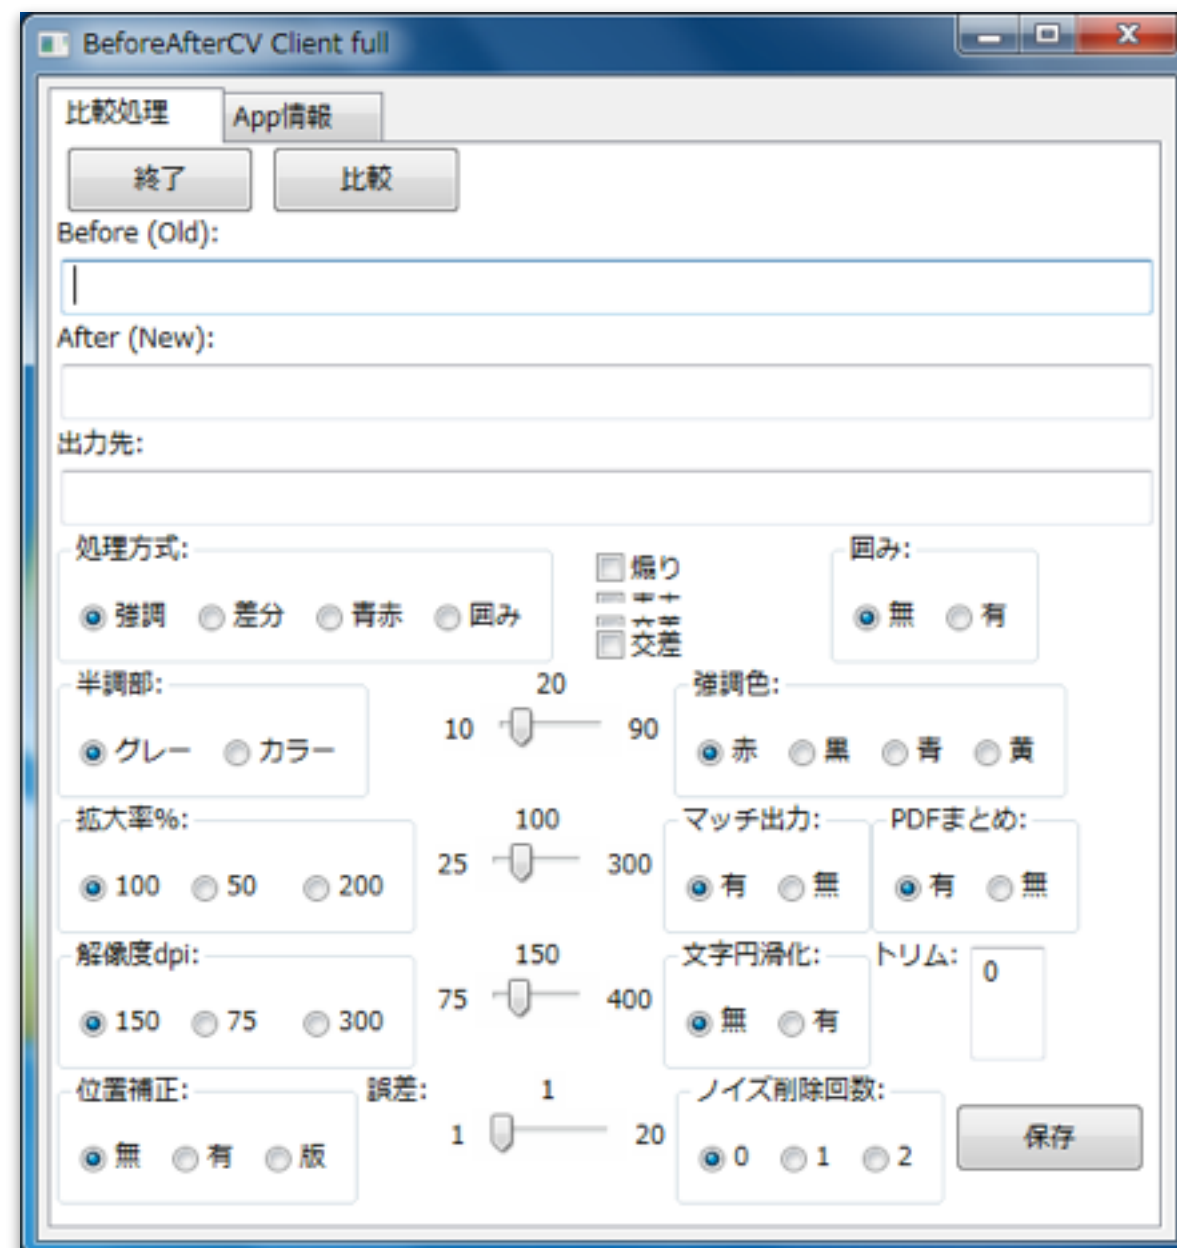 BeforeAfterCV Client full
比較処理 App情報
終了 比較
Before (Old):
After (New):
出力先:
処理方式: 煽り 囲み:
強調 差分 青赤 囲み 交差 無 有
半調部: 20 強調色:
グレー カラー 10 90 赤 黒 青 黄
拡大率%: 100 マッチ出力: PDFまとめ:
100 50 200 25 300 有 無 有 無
解像度dpi: 150 文字円滑化: トリム: 0
150 75 300 75 400 無 有
位置補正: 誤差: 1 ノイズ削除回数:
無 有 版 1 20 0 1 2 保存